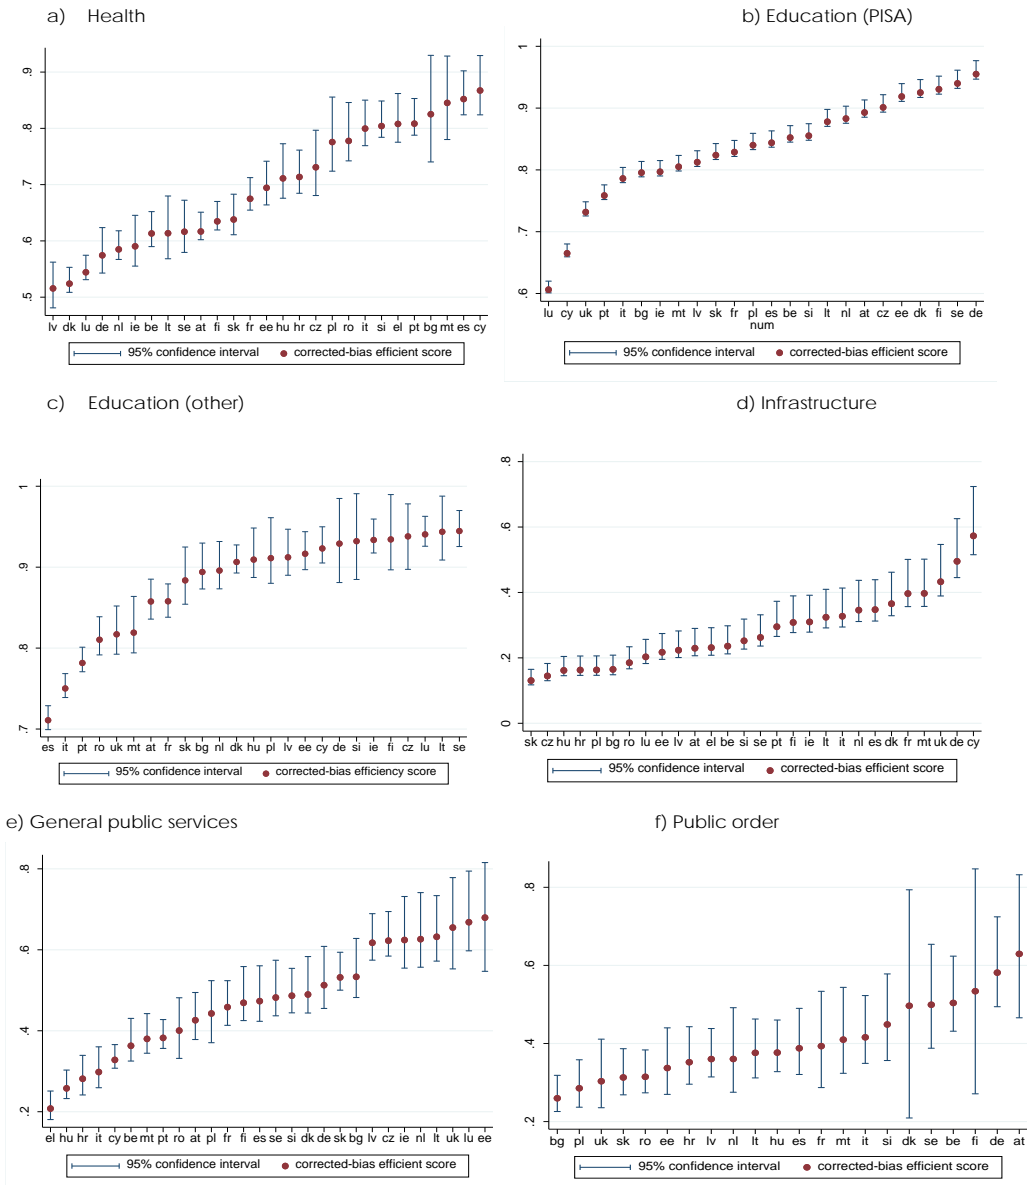 a) Health
.9
.8
.7
.6
.5
lv dk lu de nl ie be lt se at fi sk fr ee hu hr cz pl ro it si el pt bg mt es cy
95% confidence interval corrected-bias efficient score
b) Education (PISA)
1
.9
.8
.7
.6
lu cy uk pt it bg ie mt lv sk fr pl es be si lt nl at cz ee dk fi se de
num
95% confidence interval corrected-bias efficient score
c) Education (other)
1
.9
.8
.7
es it pt ro uk mt at fr sk bg nl dk hu pl lv ee cy de si ie fi cz lu lt se
95% confidence interval corrected-bias efficiency score
d) Infrastructure
.8
.6
.4
.2
0
sk cz hu hr pl bg ro lu ee lv at el be si se pt fi ie lt it nl es dk fr mt uk de cy
95% confidence interval corrected-bias efficient score
e) General public services
.8
.6
.4
.2
el hu hr it cy be mt pt ro at pl fr fi es se si dk de sk bg lv cz ie nl lt uk lu ee
95% confidence interval corrected-bias efficient score
f) Public order
.8
.6
.4
.2
bg pl uk sk ro ee hr lv nl lt hu es fr mt it si dk se be fi de at
95% confidence interval corrected-bias efficient score